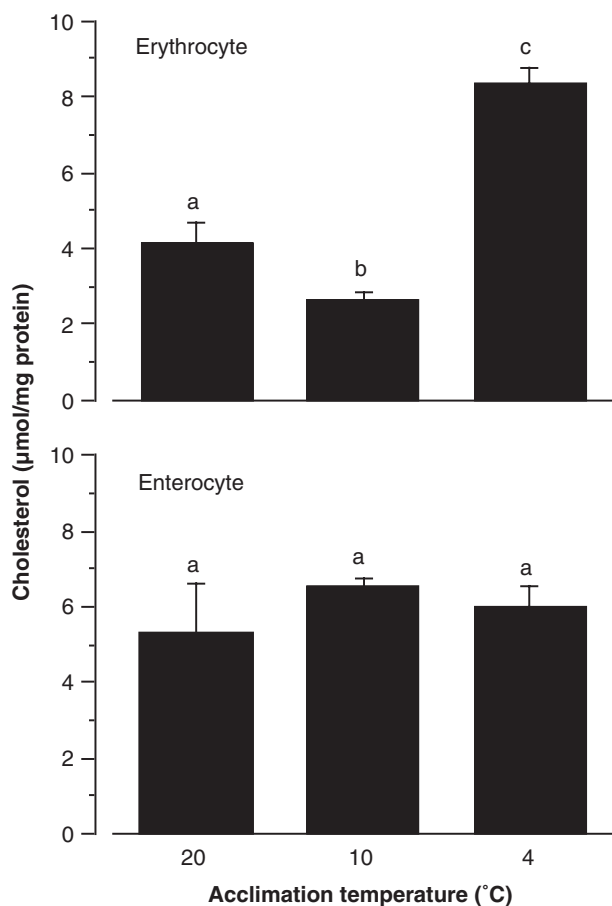 Cholesterol (µmol/mg protein)
Erythrocyte
10
8
6
4
2
0
a
b
c
Enterocyte
10
8
6
4
2
0
a
a
a
20 10 4
Acclimation temperature (˚C)